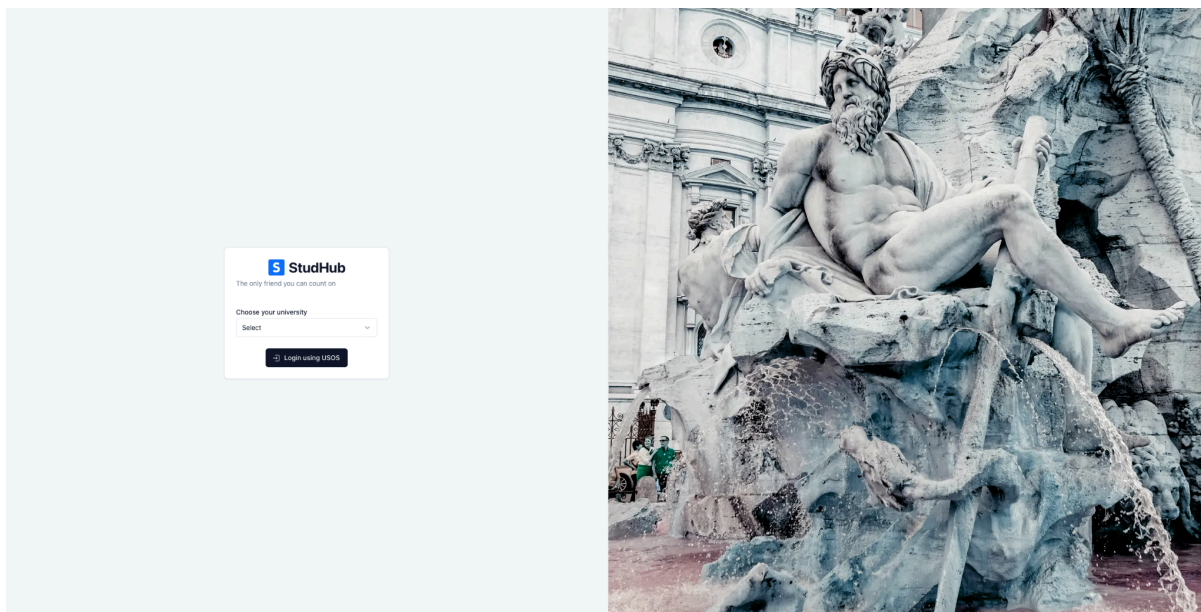 S StudHub
The only friend you can count on
Choose your university
Select
Login using USOS